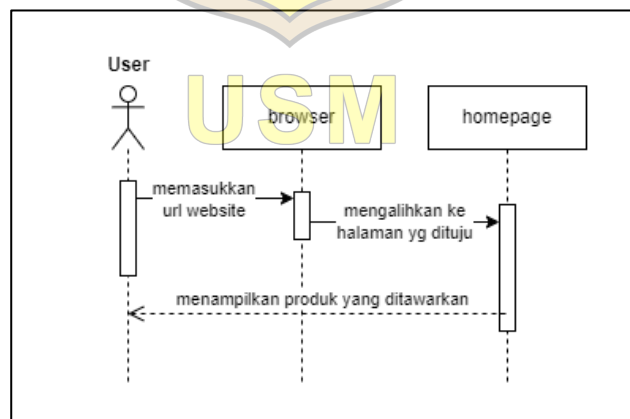 User
USM
browser
homepage
memasukkan
url website
mengalihkan ke
halaman yg dituju
menampilkan produk yang ditawarkan